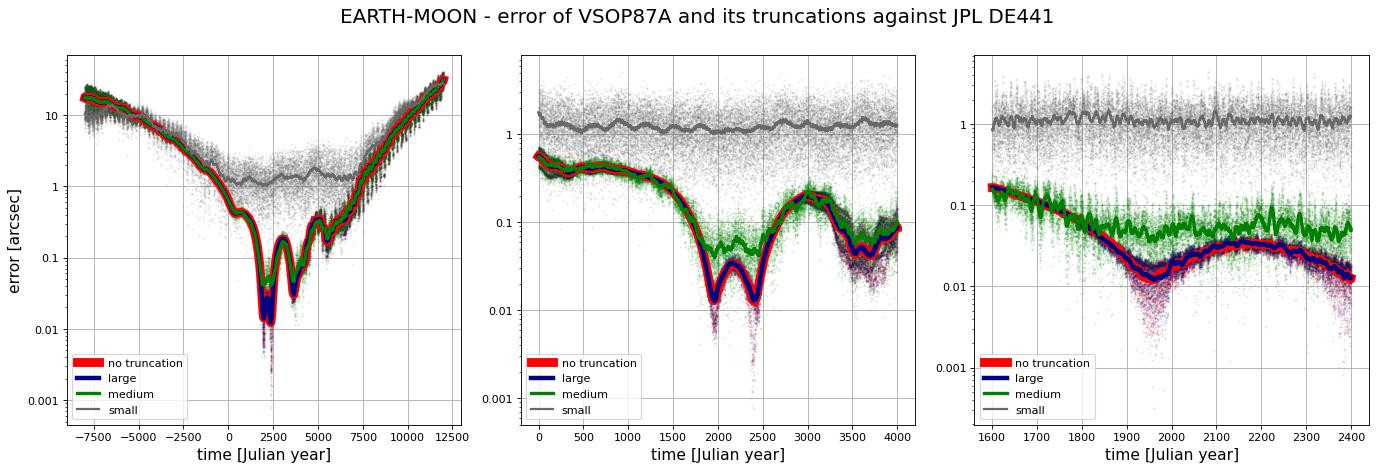 EARTH-MOON - error of VSOP87A and its truncations against JPL DE441
error [arcsec]
10
1
0.1
0.01
0.001
no truncation
large
medium
small
−7500 −5000 −2500 0 2500 5000 7500 10000 12500
time [Julian year]
1
0.1
0.01
0.001
no truncation
large
medium
small
0 500 1000 1500 2000 2500 3000 3500 4000
time [Julian year]
1
0.1
0.01
0.001
no truncation
large
medium
small
1600 1700 1800 1900 2000 2100 2200 2300 2400
time [Julian year]